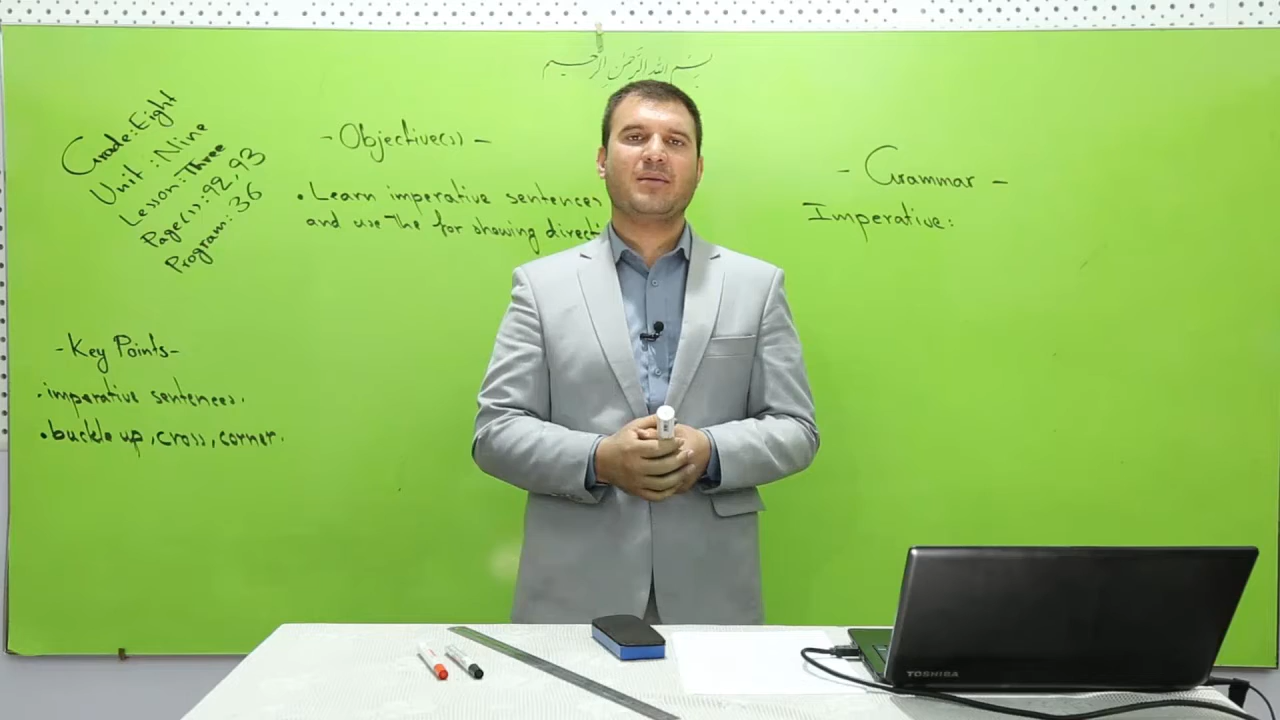 بسم الله الرحمن الرحیم
Grade: Eight
Unit: Nine
Lesson: Three
Page(s): 92, 93
Program: 36
- Objective(s) -
• Learn imperative sentences
and use the for showing directi
- Grammar -
Imperative:
- Key Points -
• imperative sentences.
• buckle up, cross, corner.
TOSHIBA